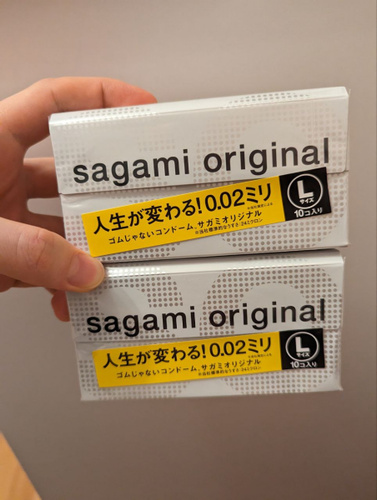 sagami original
人生が変わる!0.02ミリ
ゴムじゃないコンドーム、サガミオリジナル
L
サイズ
10コ入り
sagami original
人生が変わる!0.02ミリ
ゴムじゃないコンドーム、サガミオリジナル
L
サイズ
10コ入り